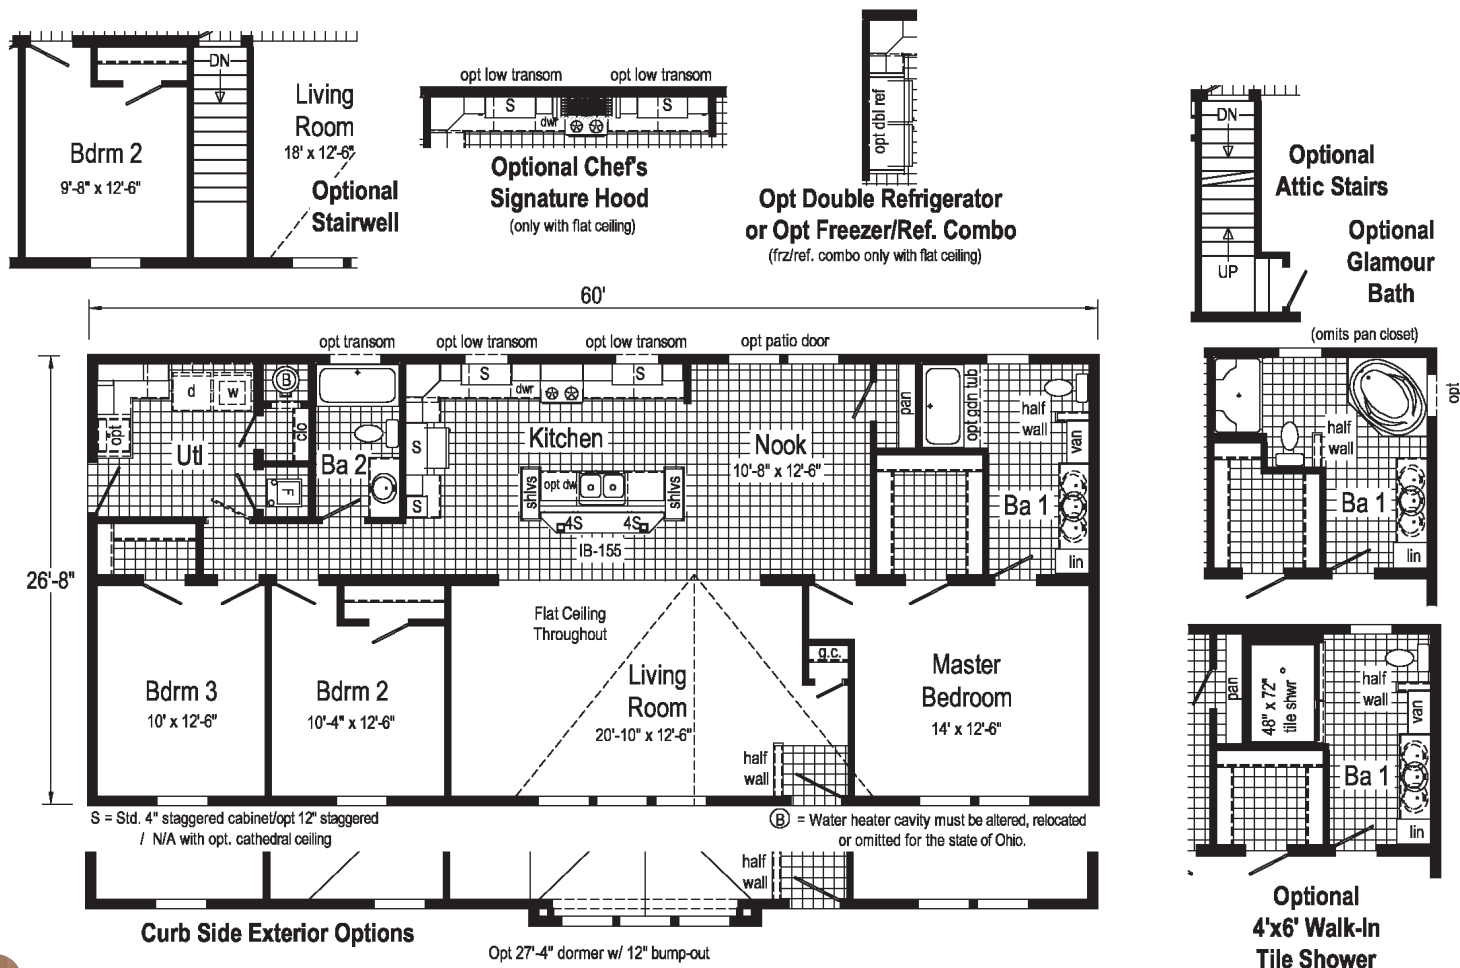 DN
Living
Room
18' x 12'-6"
Bdrm 2
9'-8" x 12'-6"
Optional
Stairwell
opt low transom
opt low transom
S
S
dwr
Optional Chef's
Signature Hood
(only with flat ceiling)
opt dbl ref
Opt Double Refrigerator
or Opt Freezer/Ref. Combo
(frz/ref. combo only with flat ceiling)
DN
UP
Optional
Attic Stairs
Optional
Glamour
Bath
(omits pan closet)
opt
half
wall
Ba 1
lin
60'
26'-8"
opt transom
opt low transom
opt low transom
opt patio door
d
w
B
opt
Utl
clo
F
Ba 2
S
dwr
S
S
S
Kitchen
opt dw
shlvs
shlvs
4S
4S
IB-155
Nook
10'-8" x 12'-6"
pan
opt gdn tub
half
wall
van
Ba 1
lin
Flat Ceiling
Throughout
Bdrm 3
10' x 12'-6"
Bdrm 2
10'-4" x 12'-6"
Living
Room
20'-10" x 12'-6"
g.c.
half
wall
Master
Bedroom
14' x 12'-6"
pan
48" x 72"
tile shwr
half
wall
van
Ba 1
lin
Optional
4'x6' Walk-In
Tile Shower
S = Std. 4" staggered cabinet/opt 12" staggered
/ N/A with opt. cathedral ceiling
B = Water heater cavity must be altered, relocated
or omitted for the state of Ohio.
half
wall
Curb Side Exterior Options
Opt 27'-4" dormer w/ 12" bump-out